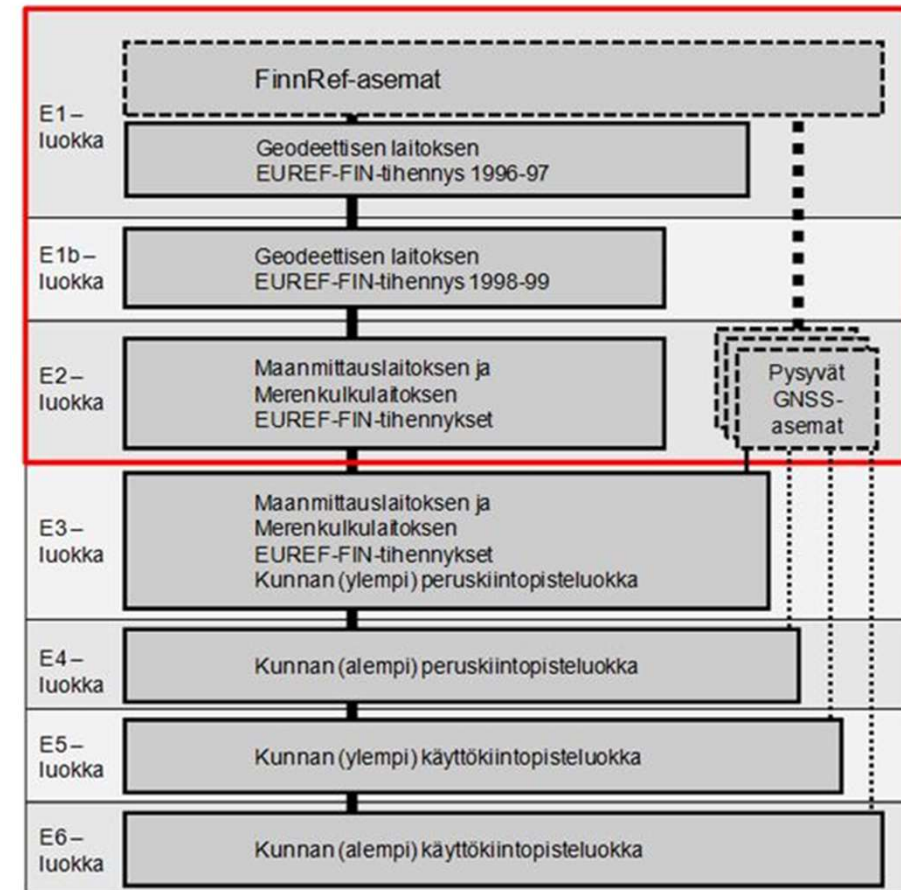 E1 –
luokka
FinnRef-asemat
Geodeettisen laitoksen
EUREF-FIN-tihennys 1996-97
E1b –
luokka
Geodeettisen laitoksen
EUREF-FIN-tihennys 1998-99
E2 –
luokka
Maanmittauslaitoksen ja
Merenkulkulaitoksen
EUREF-FIN-tihennykset
Pysyvät
GNSS-
asemat
E3 –
luokka
Maanmittauslaitoksen ja
Merenkulkulaitoksen
EUREF-FIN-tihennykset
Kunnan (ylempi) peruskiintopisteluokka
E4 –
luokka
Kunnan (alempi) peruskiintopisteluokka
E5 –
luokka
Kunnan (ylempi) käyttökiintopisteluokka
E6 –
luokka
Kunnan (alempi) käyttökiintopisteluokka